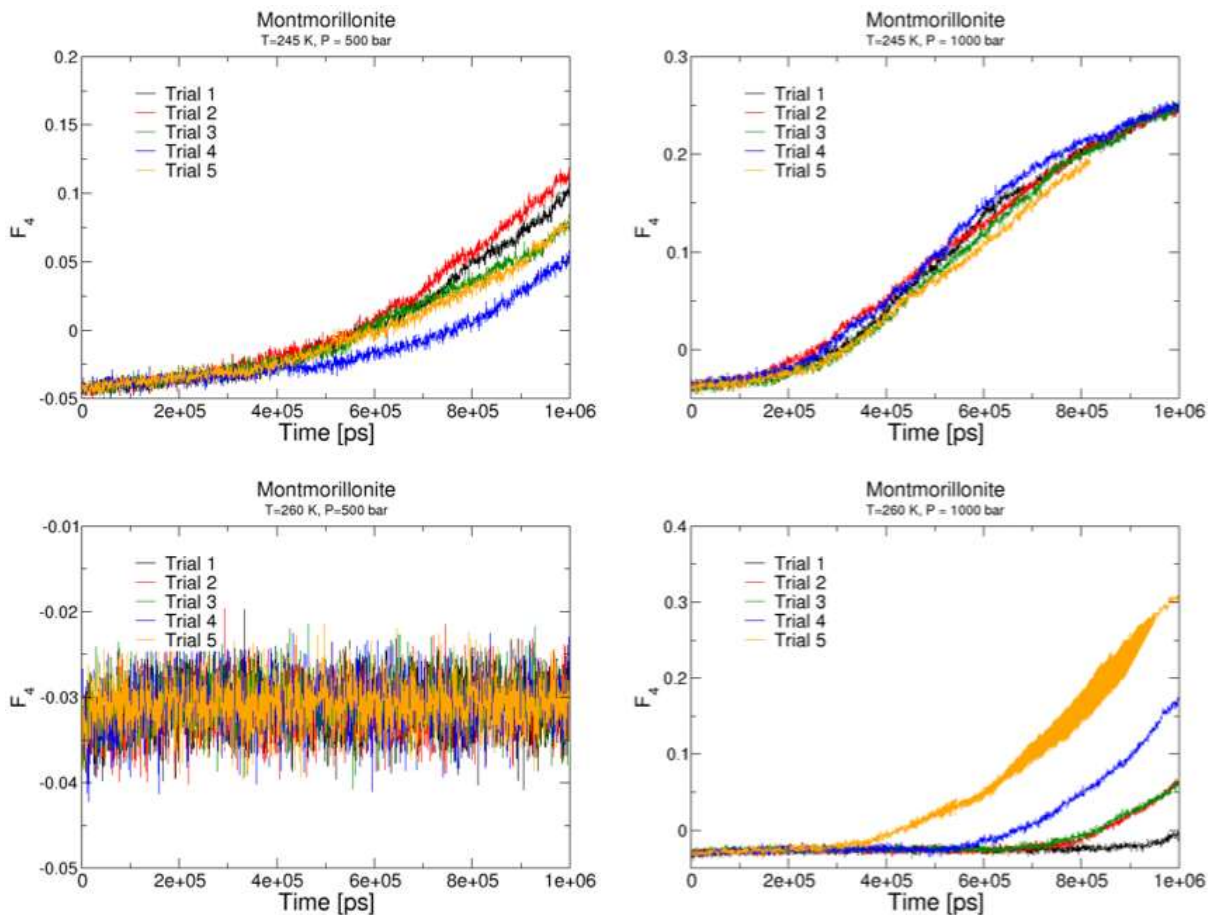 Montmorillonite
T=245 K, P = 500 bar
0.2
0.15
0.1
0.05
0
-0.05
F4
Trial 1
Trial 2
Trial 3
Trial 4
Trial 5
0 2e+05 4e+05 6e+05 8e+05 1e+06
Time [ps]
Montmorillonite
T=245 K, P = 1000 bar
0.3
0.2
0.1
0
F4
Trial 1
Trial 2
Trial 3
Trial 4
Trial 5
0 2e+05 4e+05 6e+05 8e+05 1e+06
Time [ps]
Montmorillonite
T=260 K, P=500 bar
-0.01
-0.02
-0.03
-0.04
-0.05
F4
Trial 1
Trial 2
Trial 3
Trial 4
Trial 5
0 2e+05 4e+05 6e+05 8e+05 1e+06
Time [ps]
Montmorillonite
T=260 K, P = 1000 bar
0.4
0.3
0.2
0.1
0
F4
Trial 1
Trial 2
Trial 3
Trial 4
Trial 5
0 2e+05 4e+05 6e+05 8e+05 1e+06
Time [ps]